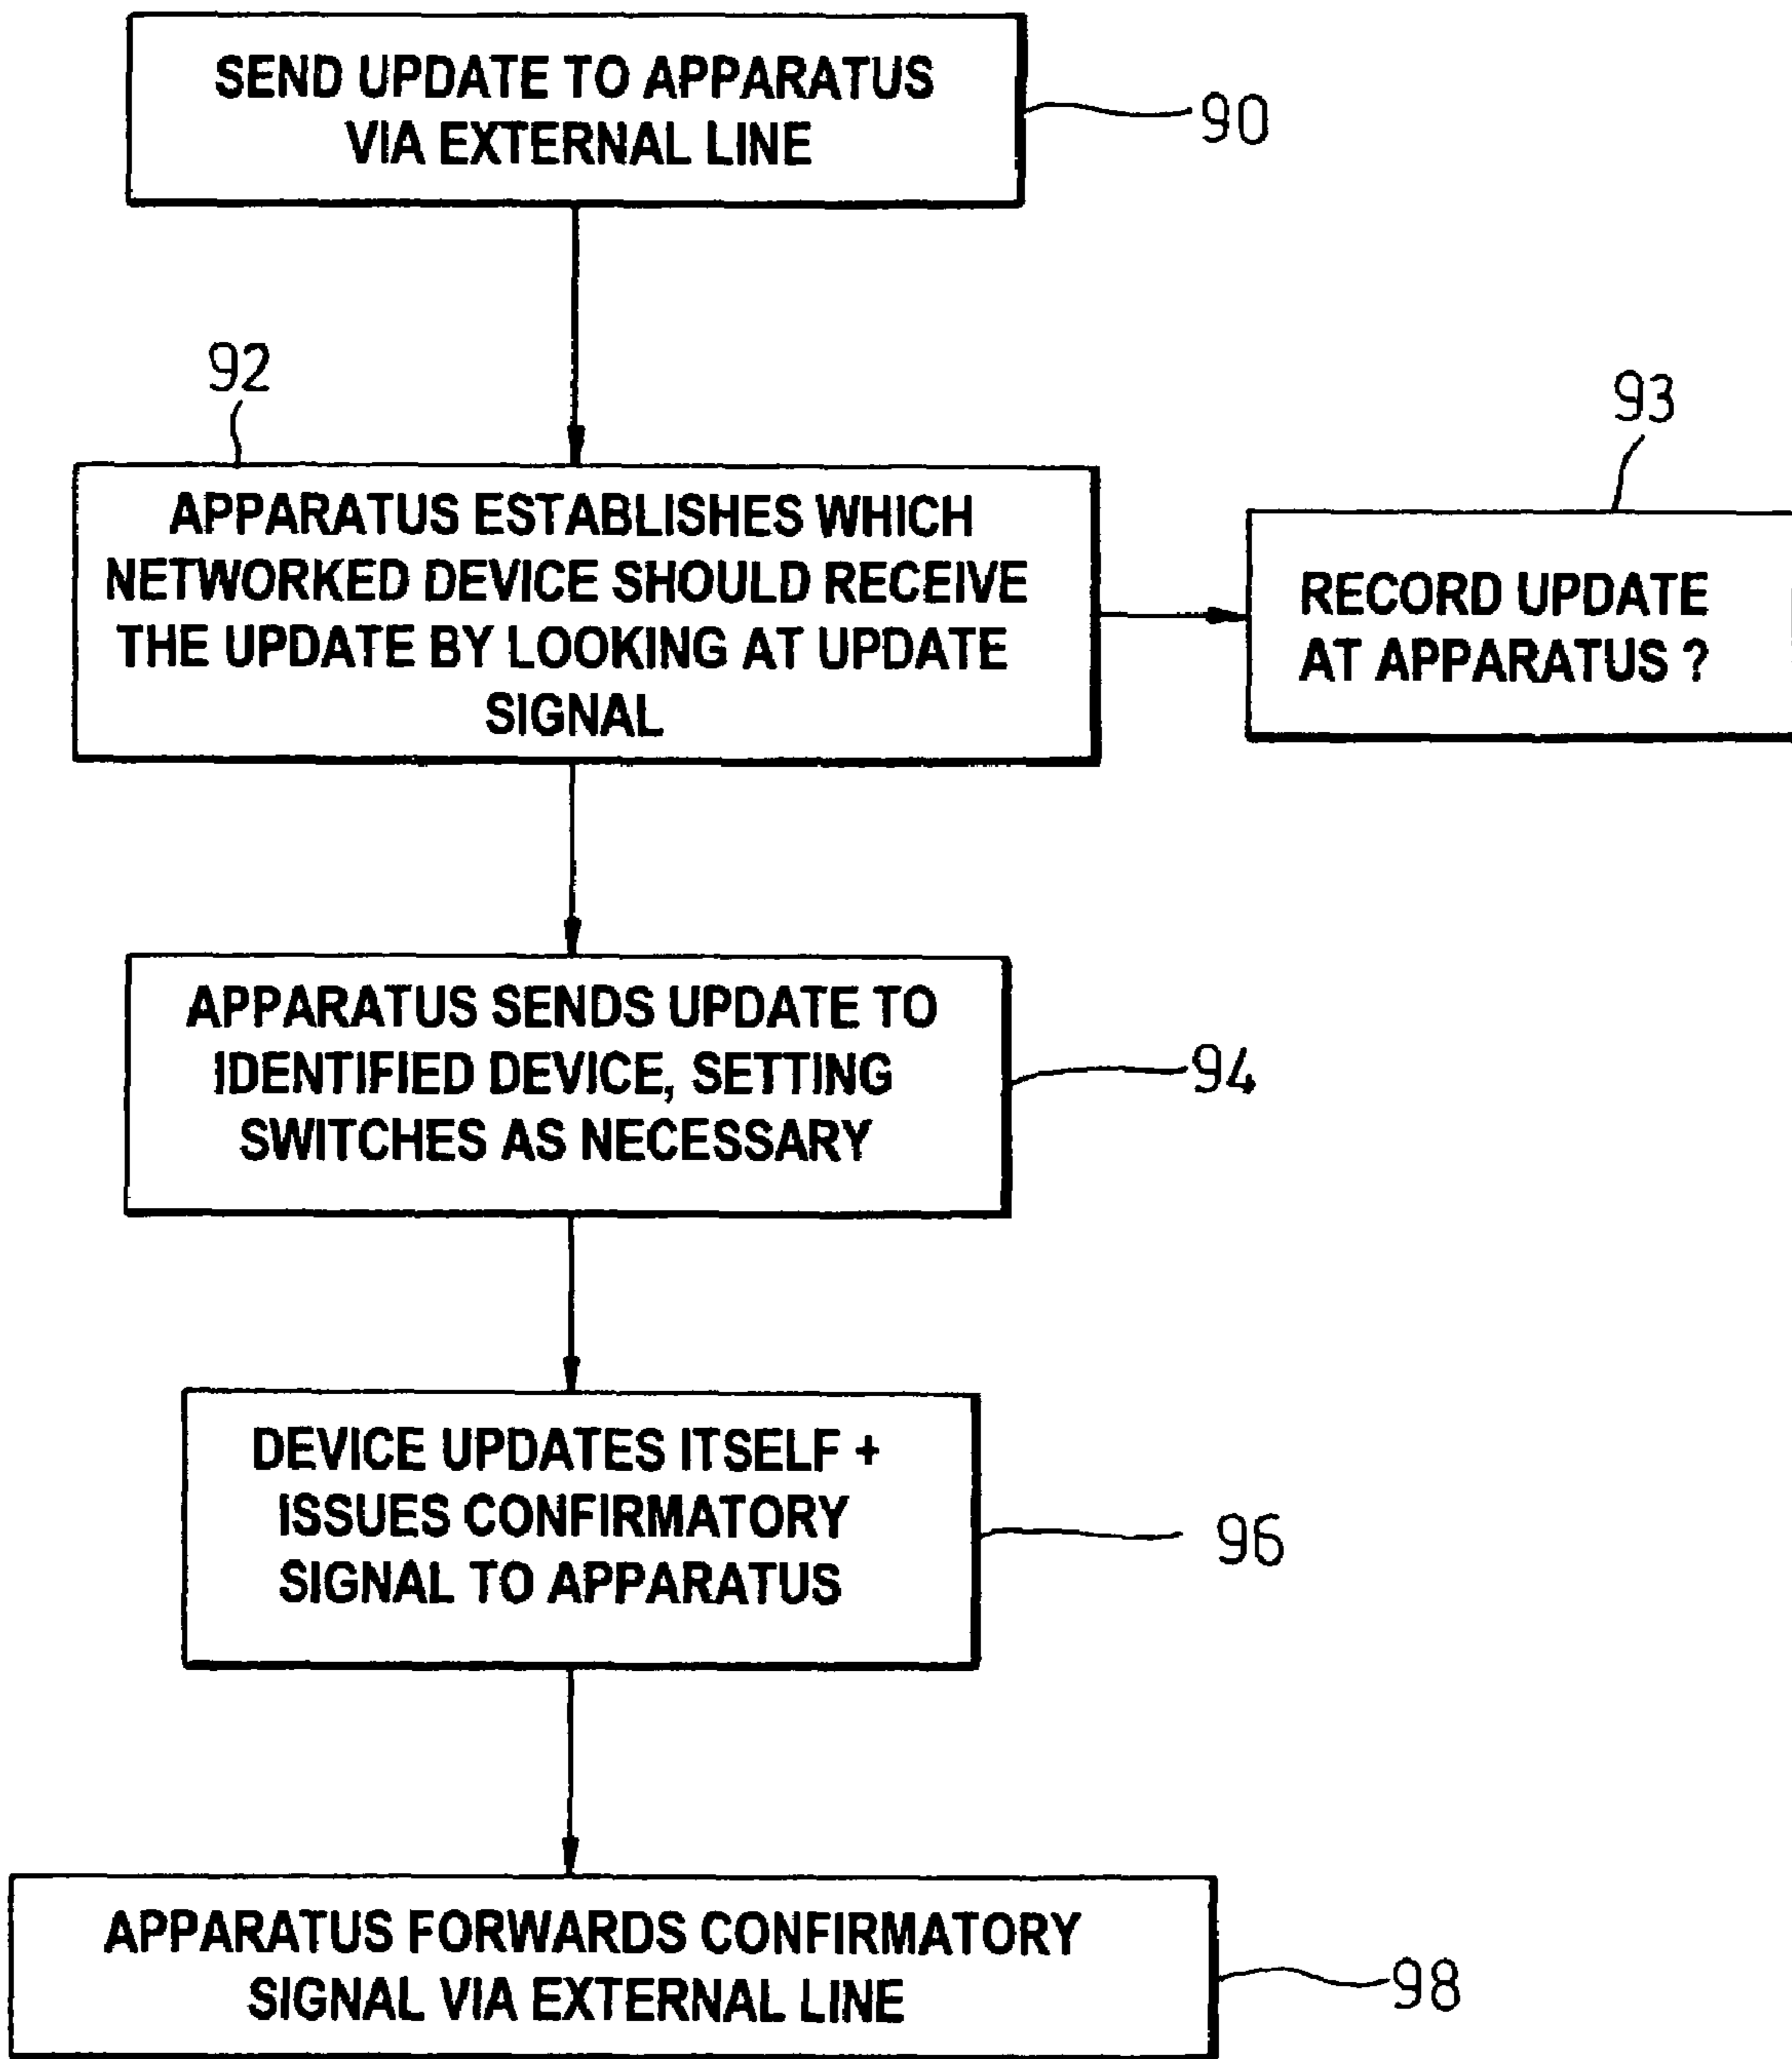 SEND UPDATE TO APPARATUS
VIA EXTERNAL LINE
90
92
APPARATUS ESTABLISHES WHICH
NETWORKED DEVICE SHOULD RECEIVE
THE UPDATE BY LOOKING AT UPDATE
SIGNAL
93
RECORD UPDATE
AT APPARATUS ?
APPARATUS SENDS UPDATE TO
IDENTIFIED DEVICE, SETTING
SWITCHES AS NECESSARY
94
DEVICE UPDATES ITSELF +
ISSUES CONFIRMATORY
SIGNAL TO APPARATUS
96
APPARATUS FORWARDS CONFIRMATORY
SIGNAL VIA EXTERNAL LINE
98